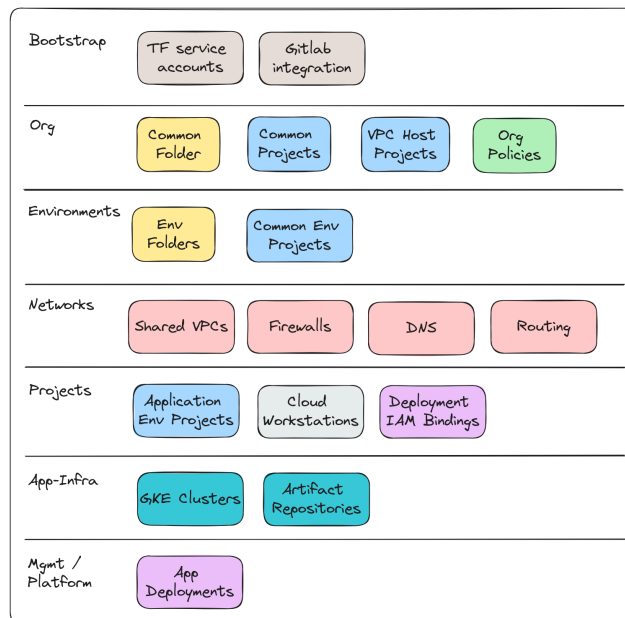 Bootstrap
TF service
accounts
Gitlab
integration
Org
Common
Folder
Common
Projects
VPC Host
Projects
Org
Policies
Environments
Env
Folders
Common Env
Projects
Networks
Shared VPCs
Firewalls
DNS
Routing
Projects
Application
Env Projects
Cloud
Workstations
Deployment
IAM Bindings
App-Infra
GKE Clusters
Artifact
Repositories
Mgmt /
Platform
App
Deployments